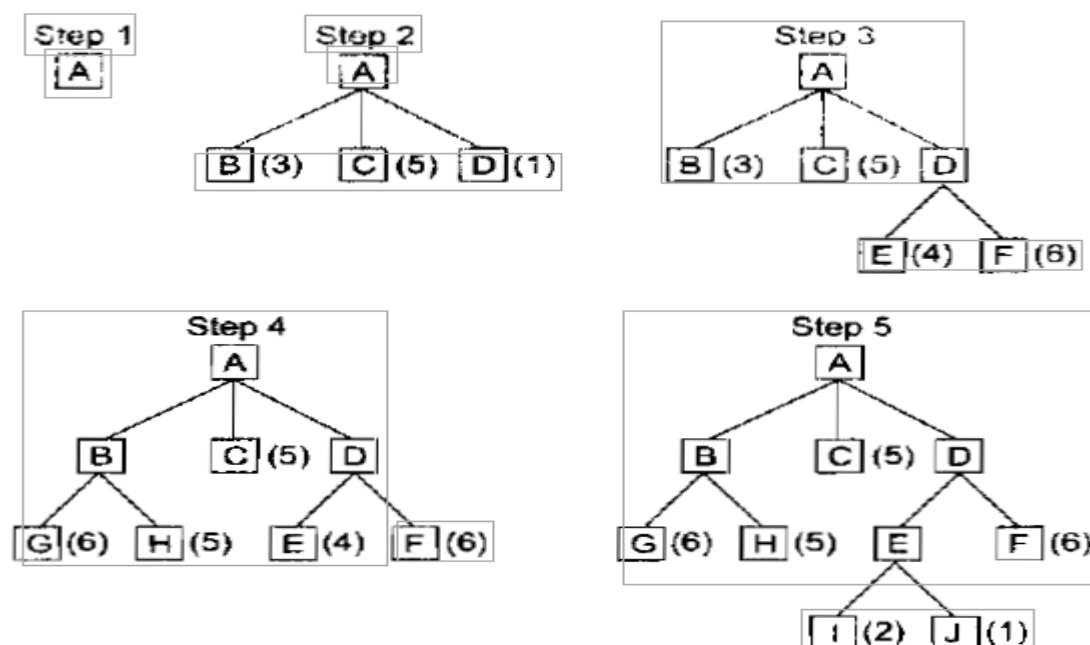 Step 1
A
Step 2
A
B (3) C (5) D (1)
Step 3
A
B (3) C (5) D
E (4) F (6)
Step 4
A
B C (5) D
G (6) H (5) E (4) F (6)
Step 5
A
B C (5) D
G (6) H (5) E F (6)
I (2) J (1)